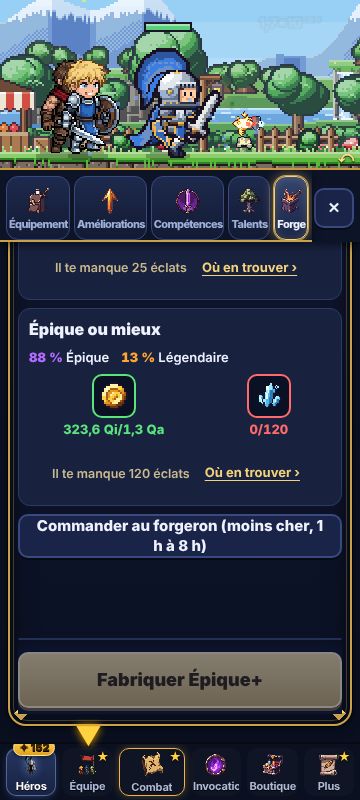 Équipement Améliorations Compétences Talents Forge ×
Il te manque 25 éclats Où en trouver ›
Épique ou mieux
88 % Épique 13 % Légendaire
323,6 Qi/1,3 Qa 0/120
Il te manque 120 éclats Où en trouver ›
Commander au forgeron (moins cher, 1
h à 8 h)
Fabriquer Épique+
182
Héros Équipe Combat Invocatic Boutique Plus